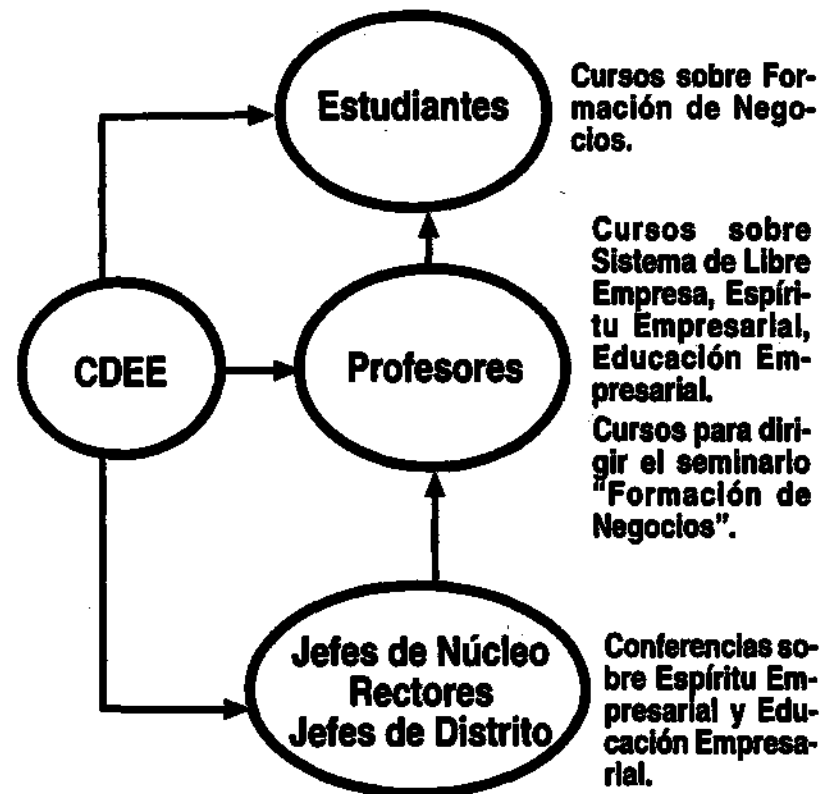 Estudiantes
Cursos sobre For-
mación de Nego-
cios.
CDEE
Profesores
Cursos sobre
Sistema de Libre
Empresa, Espíri-
tu Empresarial,
Educación Em-
presarial.
Cursos para diri-
gir el seminario
"Formación de
Negocios".
Jefes de Núcleo
Rectores
Jefes de Distrito
Conferencias so-
bre Espíritu Em-
presarial y Edu-
cación Empresa-
rial.